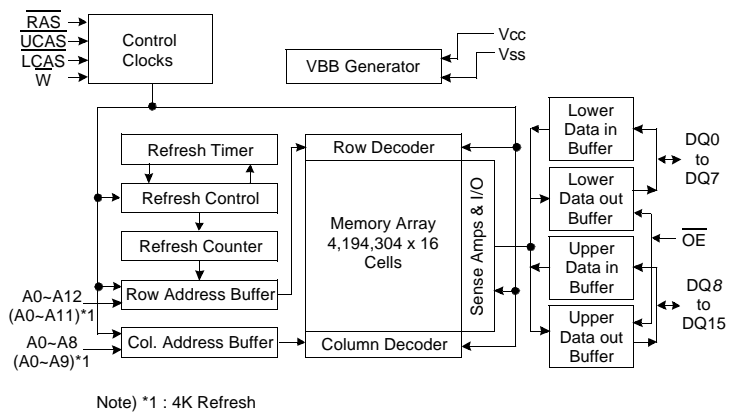 RAS
UCAS
LCAS
W
Control
Clocks
VBB Generator
Vcc
Vss
Refresh Timer
Refresh Control
Refresh Counter
Row Address Buffer
Col. Address Buffer
A0~A12
(A0~A11)*1
A0~A8
(A0~A9)*1
Row Decoder
Memory Array
4,194,304 x 16
Cells
Sense Amps & I/O
Column Decoder
Lower
Data in
Buffer
Lower
Data out
Buffer
Upper
Data in
Buffer
Upper
Data out
Buffer
DQ0
to
DQ7
OE
DQ8
to
DQ15
Note) *1 : 4K Refresh